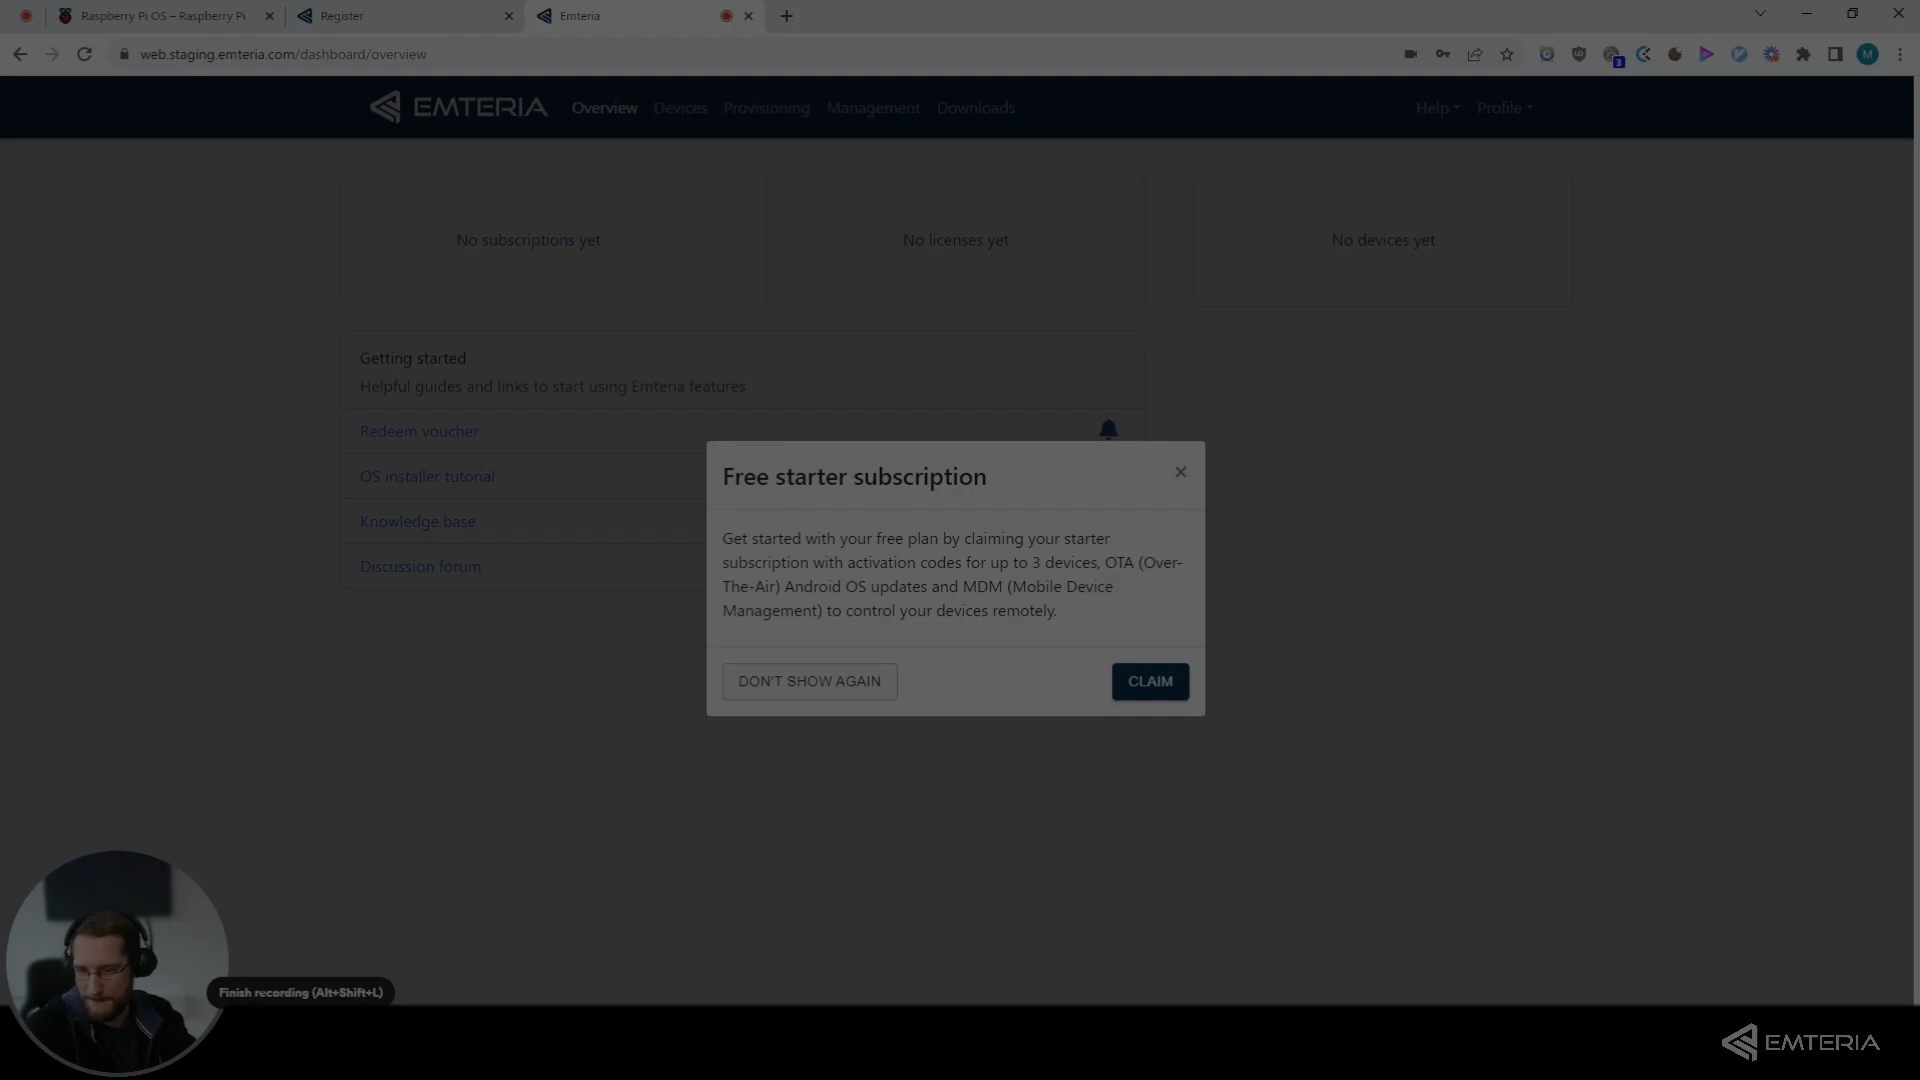 Raspberry Pi OS – Raspberry Pi
Register
Emteria
web.staging.emteria.com/dashboard/overview
3
M
EMTERIA
Overview
Devices
Provisioning
Management
Downloads
Help
Profile
No subscriptions yet
No licenses yet
No devices yet
Getting started
Helpful guides and links to start using Emteria features
Redeem voucher
OS installer tutorial
Knowledge base
Discussion forum
Free starter subscription
Get started with your free plan by claiming your starter
subscription with activation codes for up to 3 devices, OTA (Over-
The-Air) Android OS updates and MDM (Mobile Device
Management) to control your devices remotely.
DON'T SHOW AGAIN
CLAIM
Finish recording (Alt+Shift+L)
EMTERIA